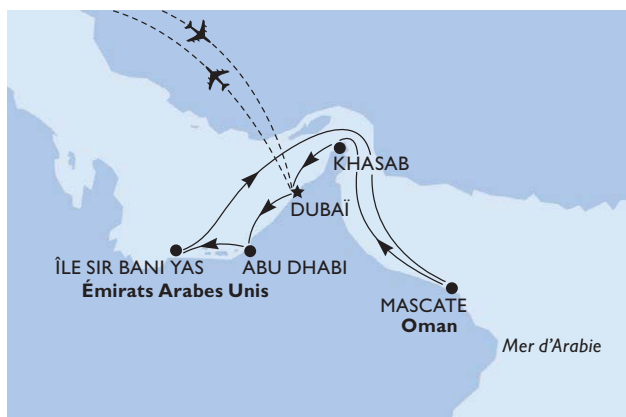 KHASAB
DUBAÏ
ÎLE SIR BANI YAS
ABU DHABI
Émirats Arabes Unis
MASCATE
Oman
Mer d'Arabie